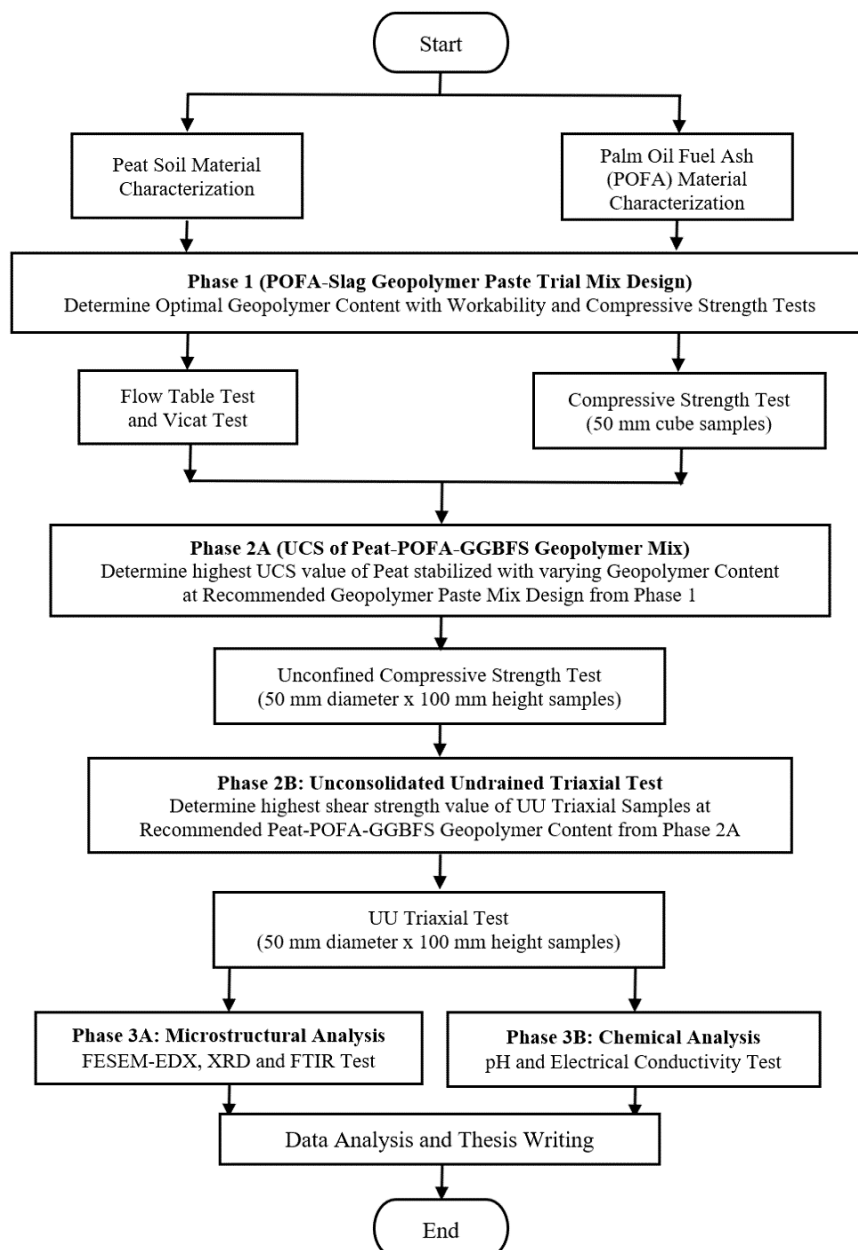 Start
Peat Soil Material
Characterization
Palm Oil Fuel Ash
(POFA) Material
Characterization
Phase 1 (POFA-Slag Geopolymer Paste Trial Mix Design)
Determine Optimal Geopolymer Content with Workability and Compressive Strength Tests
Flow Table Test
and Vicat Test
Compressive Strength Test
(50 mm cube samples)
Phase 2A (UCS of Peat-POFA-GGBFS Geopolymer Mix)
Determine highest UCS value of Peat stabilized with varying Geopolymer Content
at Recommended Geopolymer Paste Mix Design from Phase 1
Unconfined Compressive Strength Test
(50 mm diameter x 100 mm height samples)
Phase 2B: Unconsolidated Undrained Triaxial Test
Determine highest shear strength value of UU Triaxial Samples at
Recommended Peat-POFA-GGBFS Geopolymer Content from Phase 2A
UU Triaxial Test
(50 mm diameter x 100 mm height samples)
Phase 3A: Microstructural Analysis
FESEM-EDX, XRD and FTIR Test
Phase 3B: Chemical Analysis
pH and Electrical Conductivity Test
Data Analysis and Thesis Writing
End